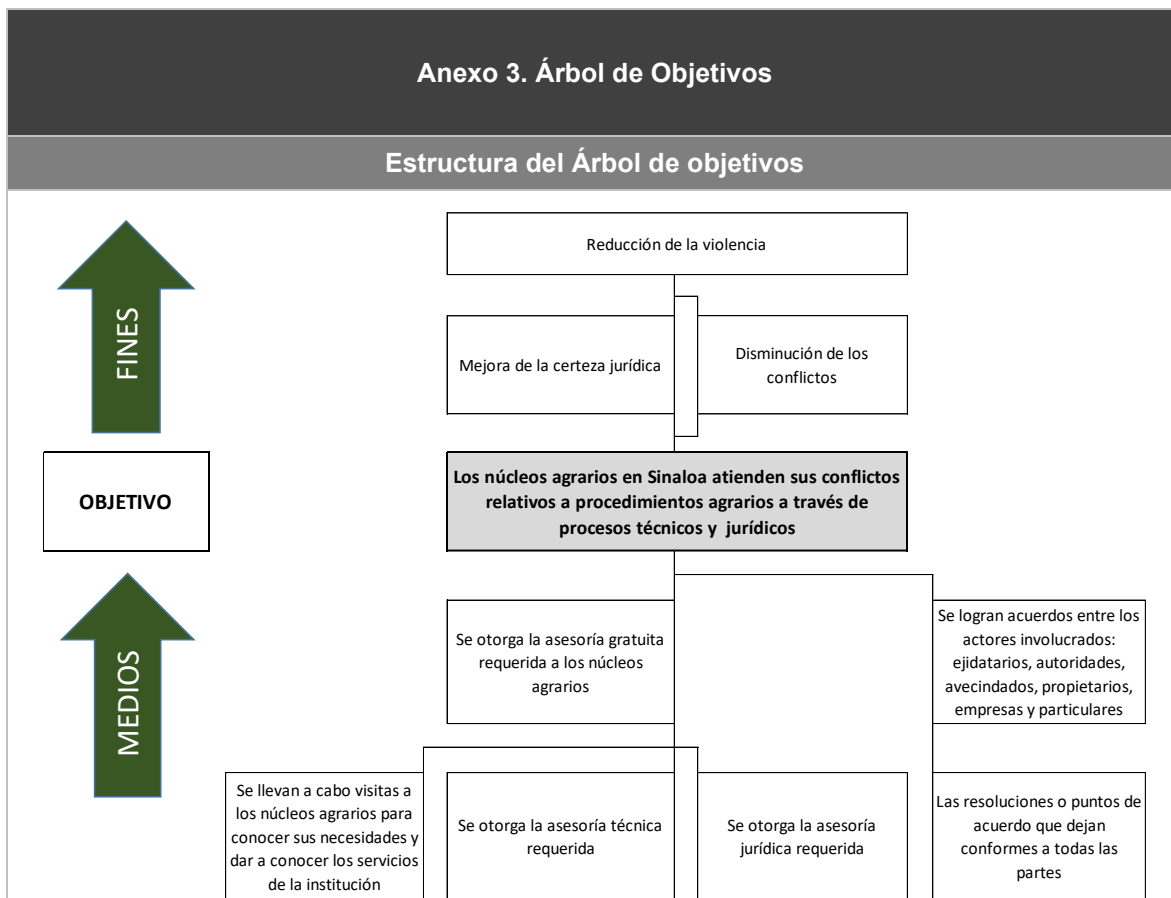 Anexo 3. Árbol de Objetivos
Estructura del Árbol de objetivos
FINES
Reducción de la violencia
Mejora de la certeza jurídica
Disminución de los
conflictos
OBJETIVO
Los núcleos agrarios en Sinaloa atienden sus conflictos
relativos a procedimientos agrarios a través de
procesos técnicos y jurídicos
MEDIOS
Se otorga la asesoría gratuita
requerida a los núcleos
agrarios
Se logran acuerdos entre los
actores involucrados:
ejidatarios, autoridades,
avecindados, propietarios,
empresas y particulares
Se llevan a cabo visitas a
los núcleos agrarios para
conocer sus necesidades y
dar a conocer los servicios
de la institución
Se otorga la asesoría técnica
requerida
Se otorga la asesoría
jurídica requerida
Las resoluciones o puntos de
acuerdo que dejan
conformes a todas las
partes